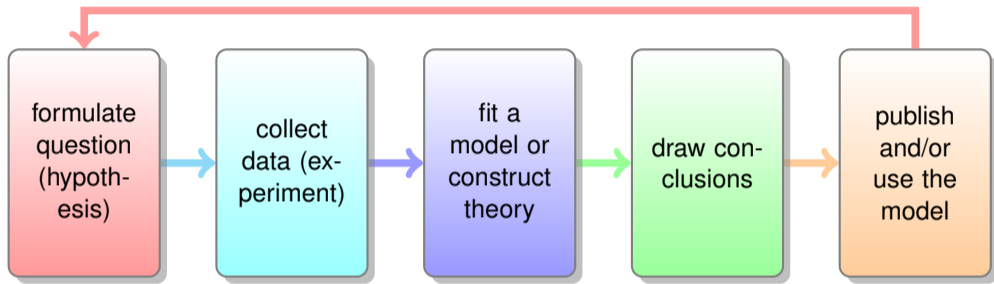 formulate
question
(hypoth-
esis)
collect
data (ex-
periment)
fit a
model or
construct
theory
draw con-
clusions
publish
and/or
use the
model